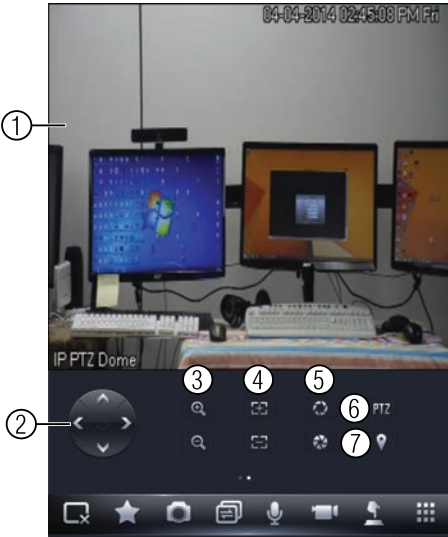 04-04-2014 02:45:08 PM Fri
①
IP PTZ Dome
③ ④ ⑤
② ⑥ PTZ
⑦